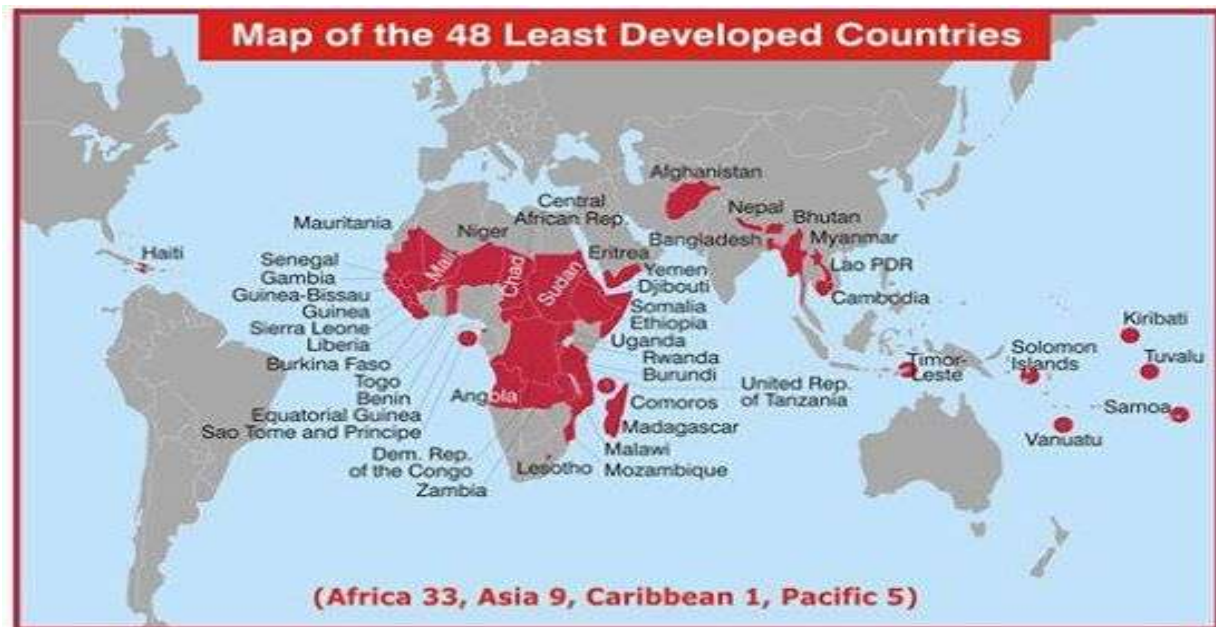 Map of the 48 Least Developed Countries
Afghanistan
Central
African Rep.
Nepal
Bhutan
Mauritania
Niger
Bangladesh
Myanmar
Haiti
Mali
Chad
Sudan
Eritrea
Senegal
Yemen
Lao PDR
Gambia
Djibouti
Guinea-Bissau
Cambodia
Guinea
Somalia
Sierra Leone
Ethiopia
Liberia
Uganda
Kiribati
Burkina Faso
Rwanda
Timor-
Leste
Solomon
Islands
Tuvalu
Togo
Burundi
Benin
Angola
United Rep.
of Tanzania
Comoros
Equatorial Guinea
Samoa
Sao Tome and Principe
Madagascar
Vanuatu
Dem. Rep.
of the Congo
Malawi
Lesotho
Mozambique
Zambia
(Africa 33, Asia 9, Caribbean 1, Pacific 5)